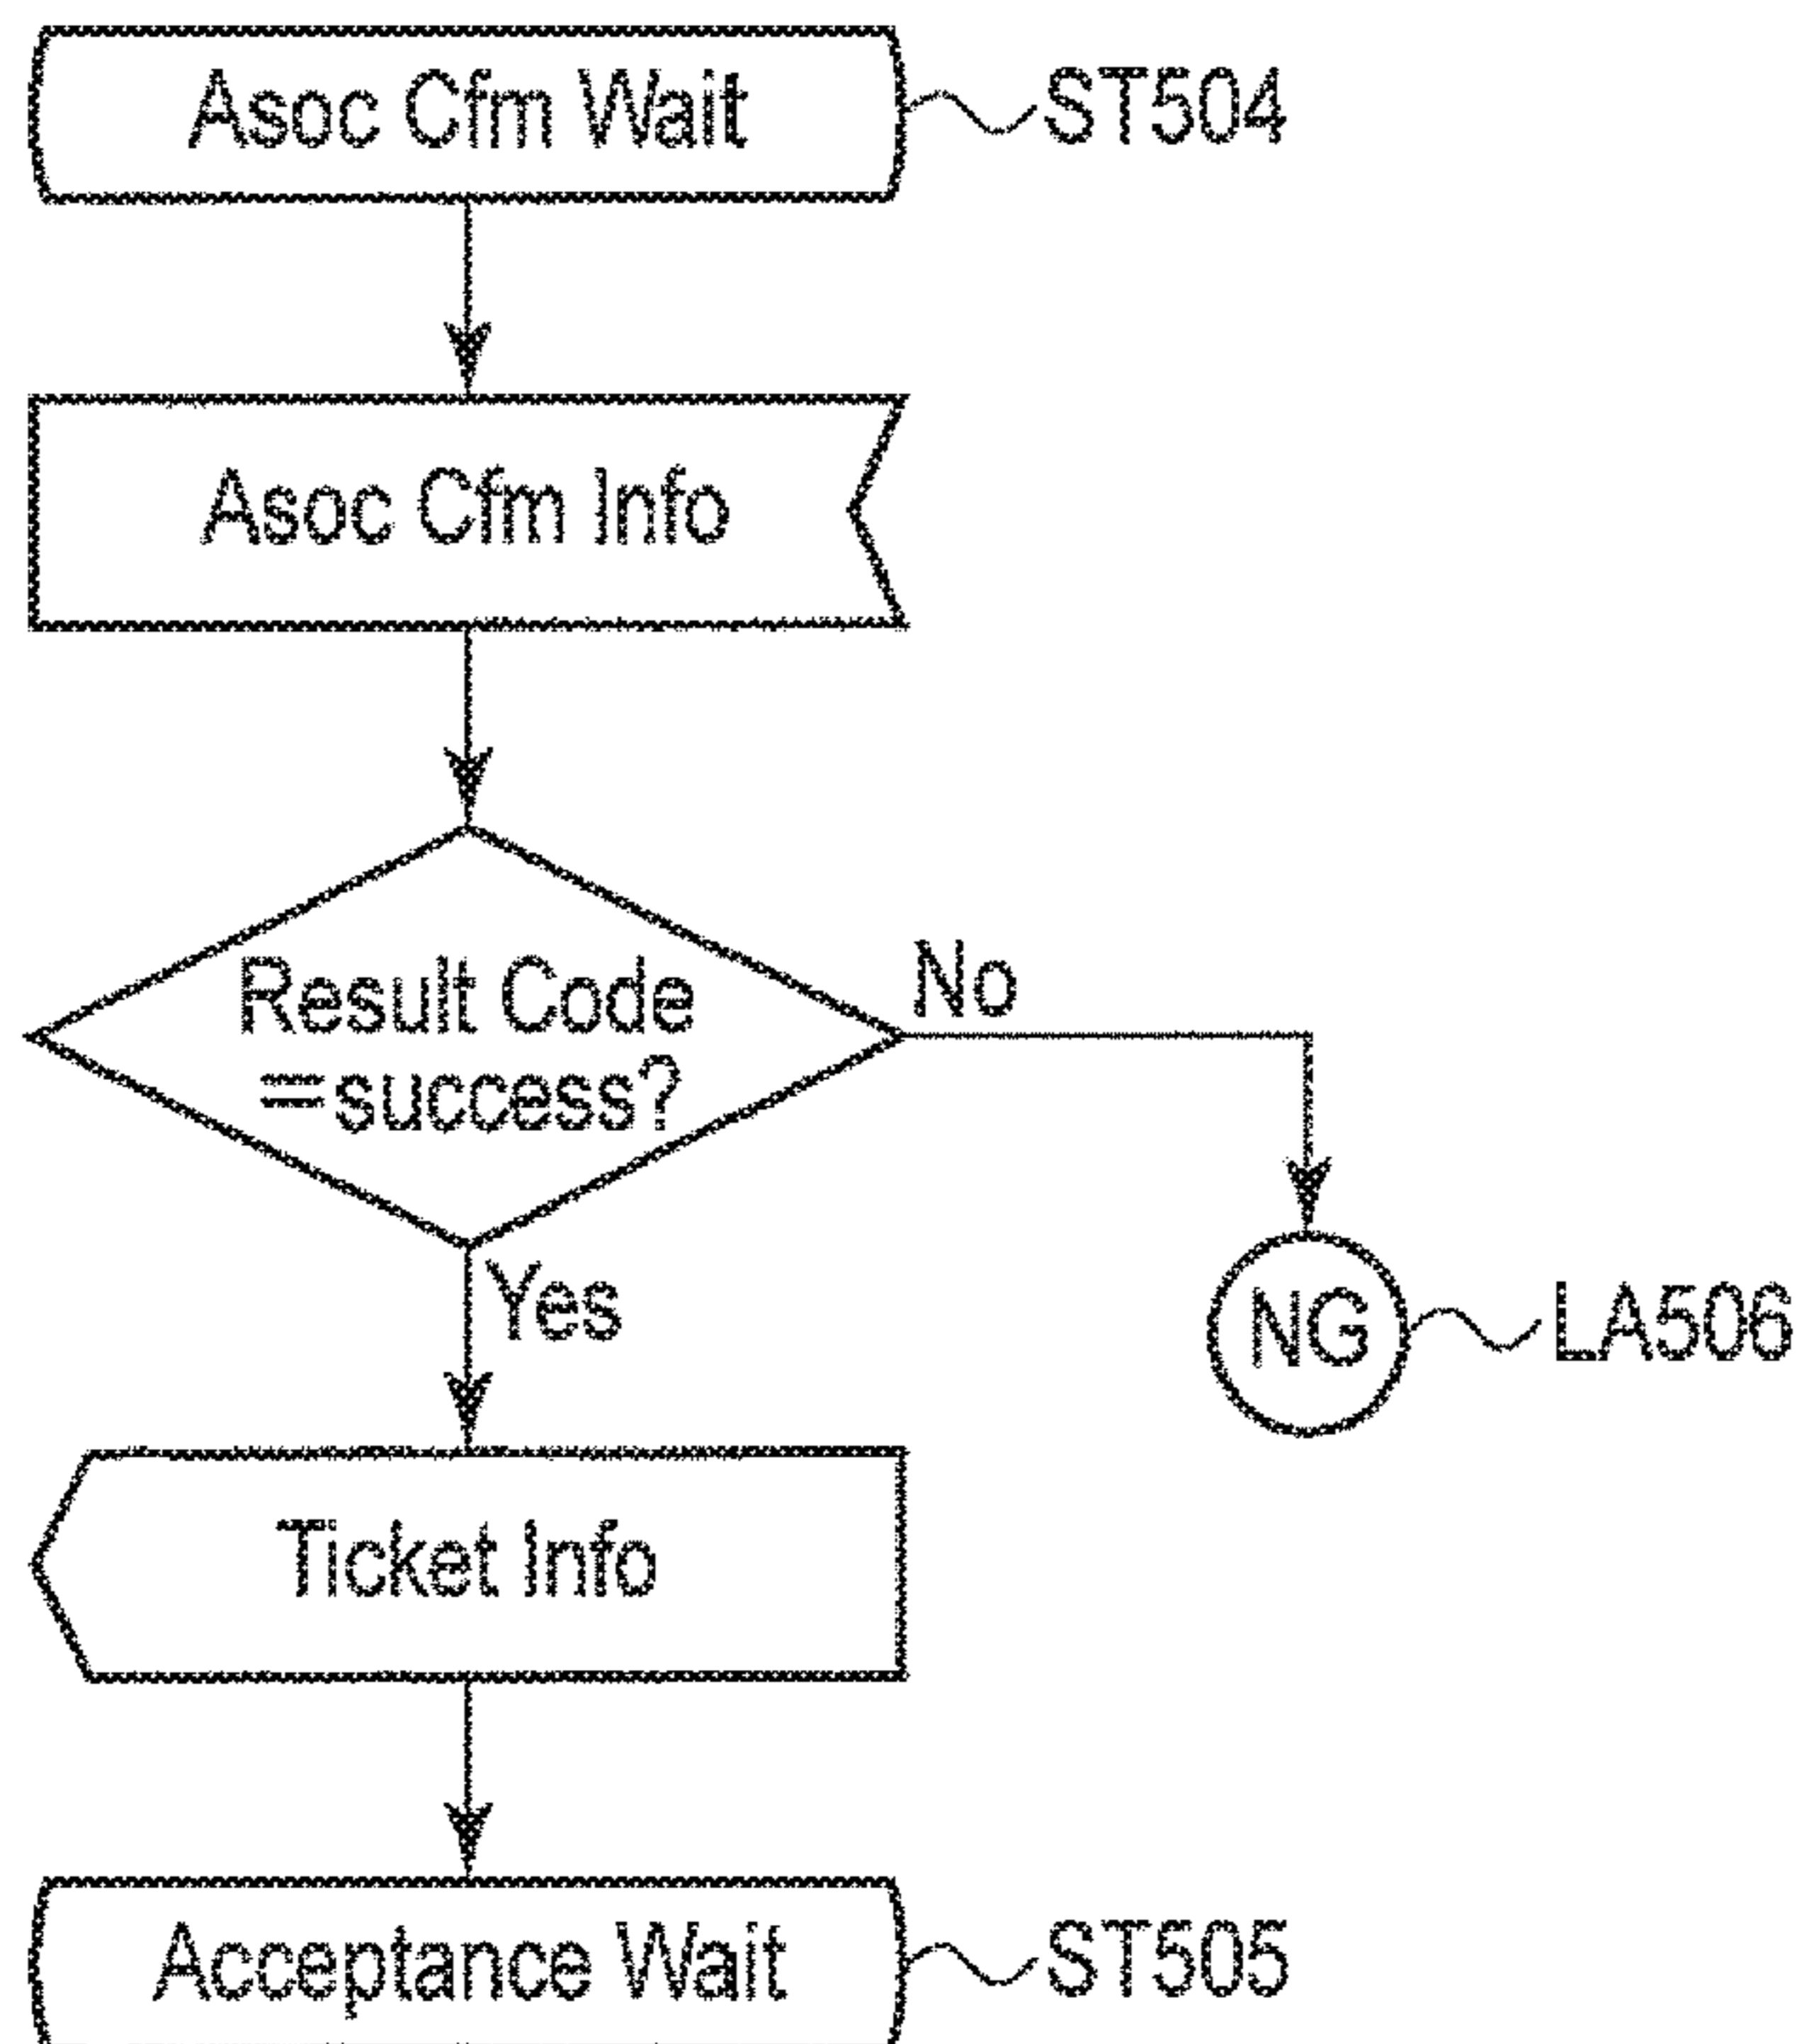 Asoc Cfm Wait
ST504
Asoc Cfm Info
Result Code
=success?
No
Yes
NG
LA506
Ticket Info
Acceptance Wait
ST505